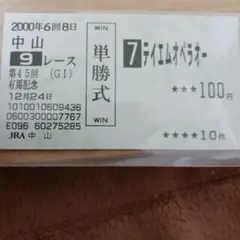 2000年6回8日
中山
9レース
第45回 (GI)
有馬記念
12月24日
1010010609436
0600300007767
E096 60275285
JRA 中山
WIN
単勝式
WIN
7 テイエムオペラオー
***100円
****10枚